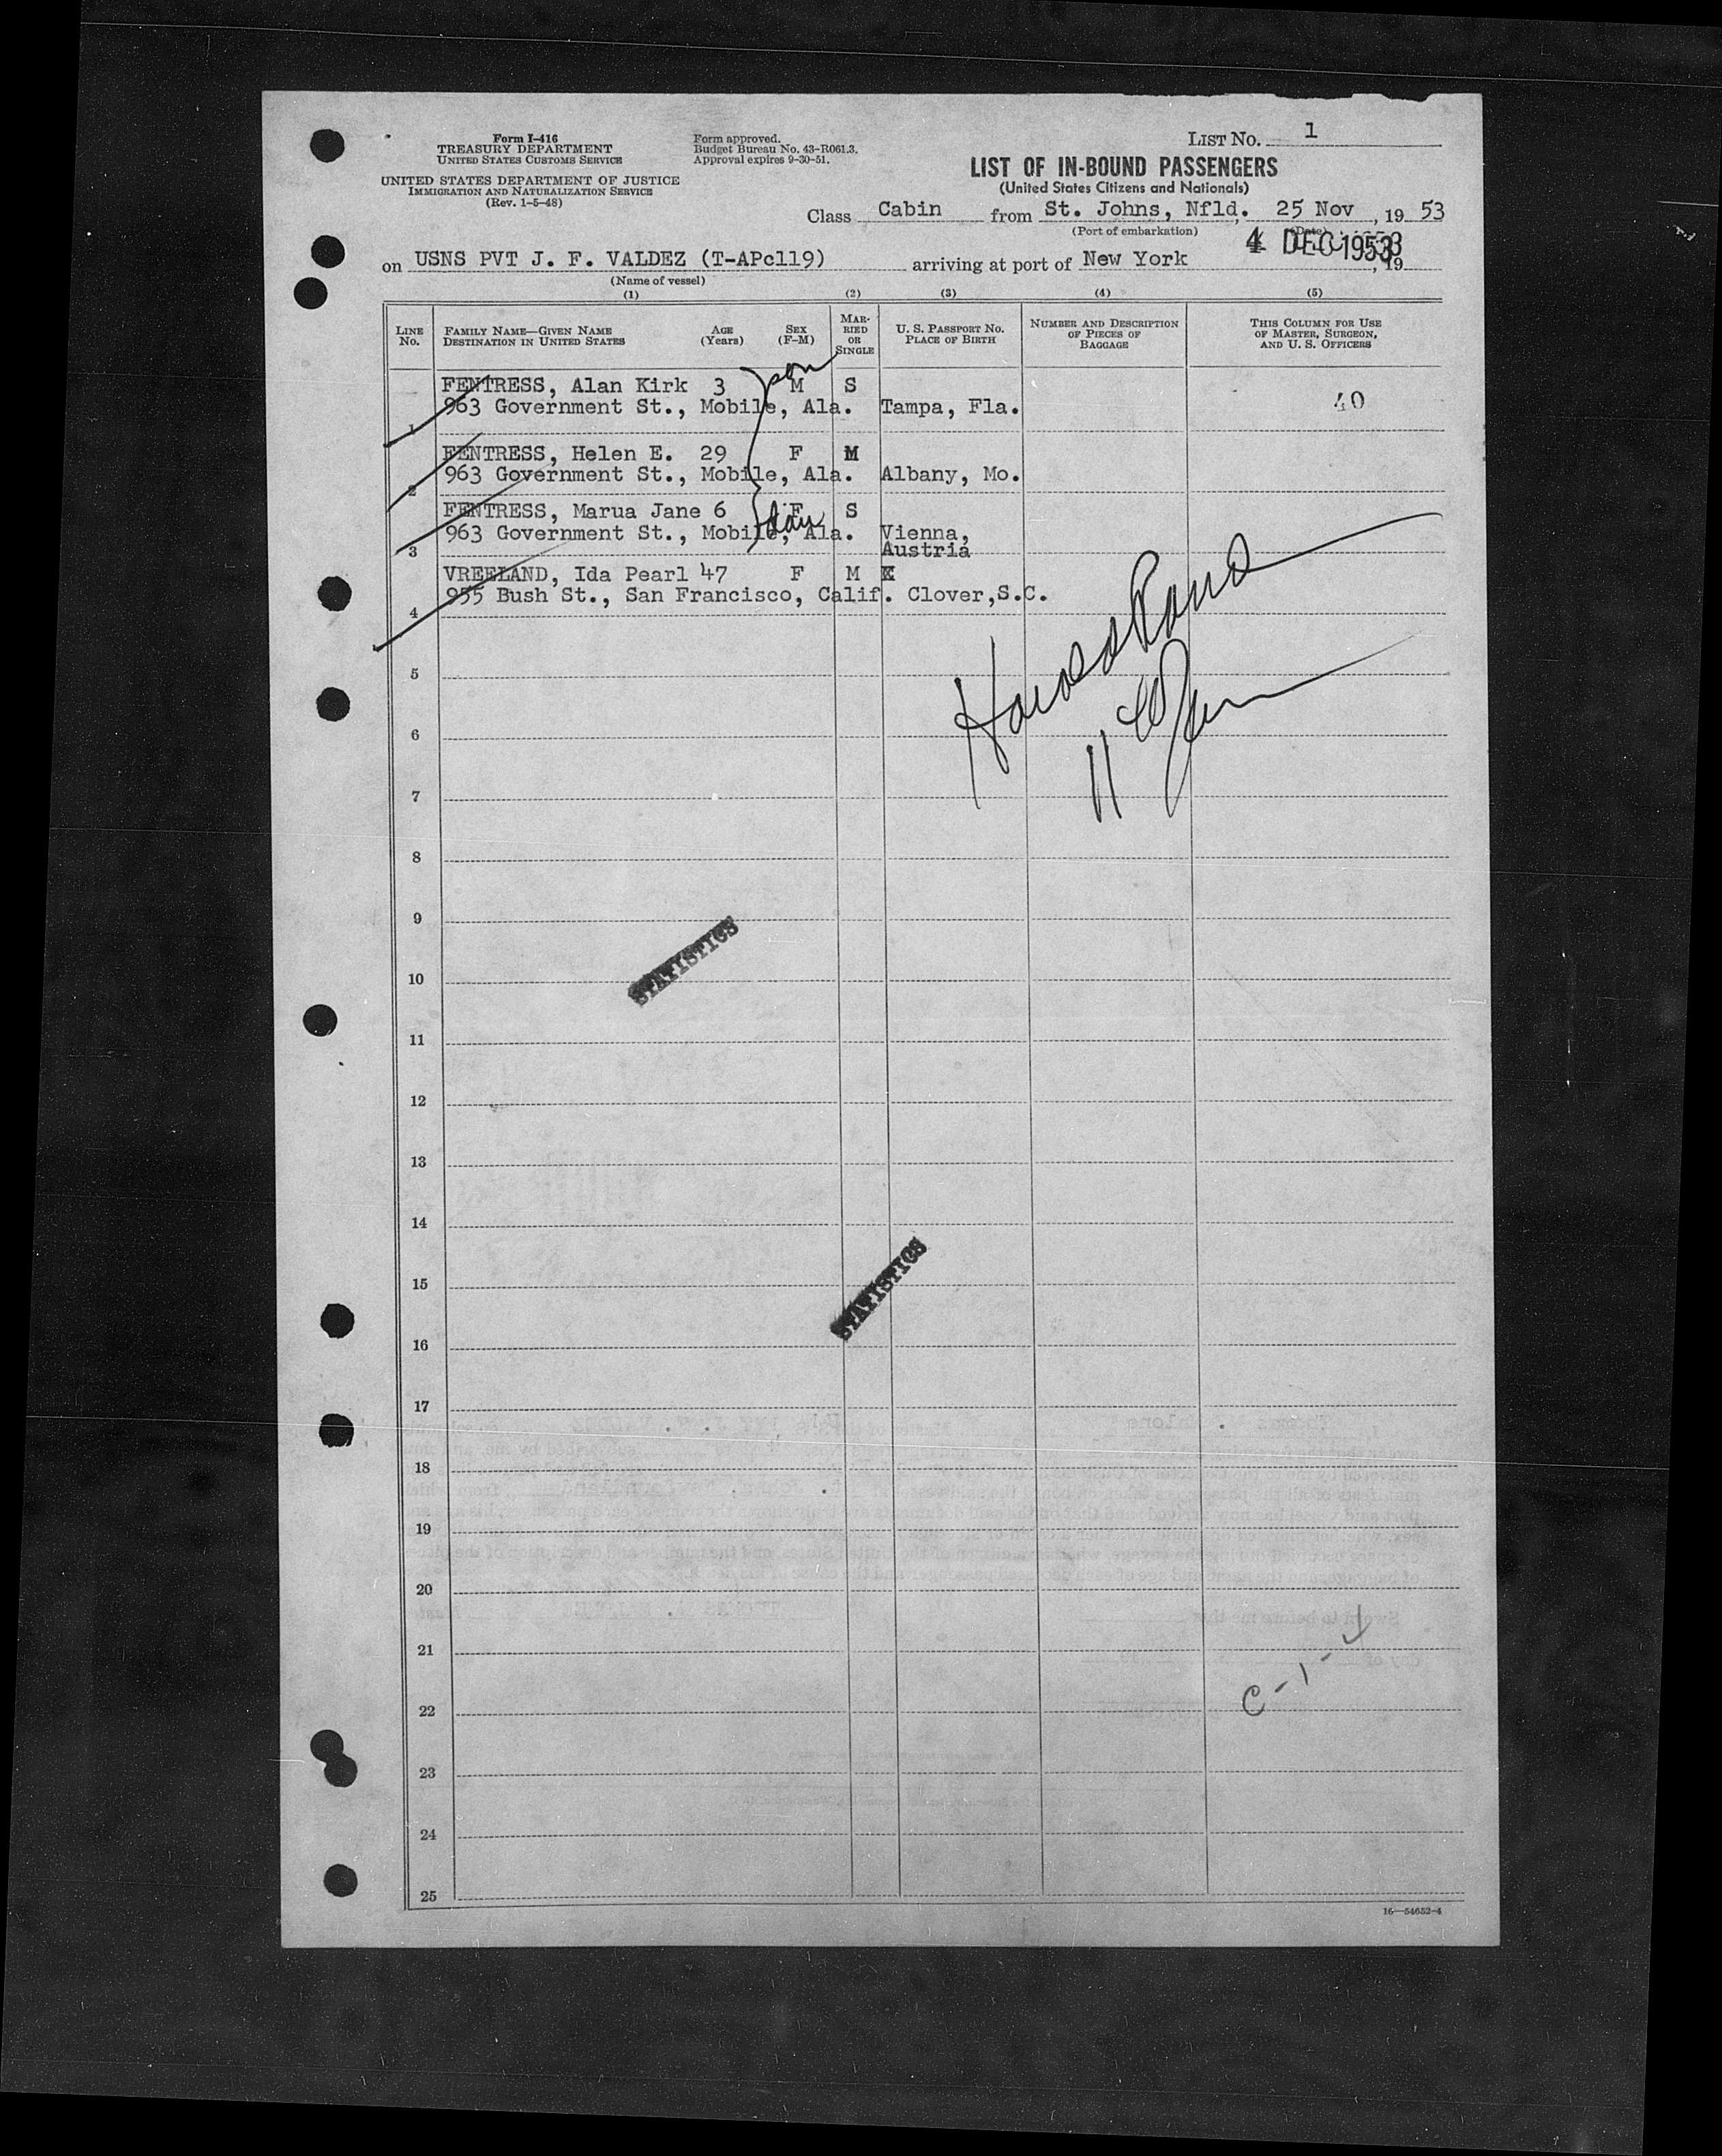 Form I-416
TREASURY DEPARTMENT
UNITED STATES CUSTOMS SERVICE
UNITED STATES DEPARTMENT OF JUSTICE
IMMIGRATION AND NATURALIZATION SERVICE
(Rev. 1-5-48)
Form approved.
Budget Bureau No. 43-R061.3.
Approval expires 9-30-51.
LIST NO. 1
LIST OF IN-BOUND PASSENGERS
(United States Citizens and Nationals)
Class Cabin from St. Johns, Nfld. 25 Nov, 19 53
(Port of embarkation) (Date)
on USNS PVT J. F. VALDEZ (T-APc119) arriving at port of New York 4 DEC 1953, 19
(Name of vessel)
(1) (2) (3) (4) (5)
LINE No. FAMILY NAME—GIVEN NAME DESTINATION IN UNITED STATES AGE (Years) SEX (F-M) MARRIED OR SINGLE U. S. PASSPORT NO. PLACE OF BIRTH NUMBER AND DESCRIPTION OF PIECES OF BAGGAGE THIS COLUMN FOR USE OF MASTER, SURGEON, AND U. S. OFFICERS
son
FENTRESS, Alan Kirk 3 M S
963 Government St., Mobile, Ala. Tampa, Fla. 40
1
FENTRESS, Helen E. 29 F M
963 Government St., Mobile, Ala. Albany, Mo.
2
FENTRESS, Marua Jane 6 F S
dau
963 Government St., Mobile, Ala. Vienna,
3 Austria
VREELAND, Ida Pearl 47 F M
955 Bush St., San Francisco, Calif. Clover,S.C.
4
5
6
7
8
9
STATISTICS
10
11
12
13
14
STATISTICS
15
16
17
18
19
20
21
C-1-
22
23
24
25
16—54652-4